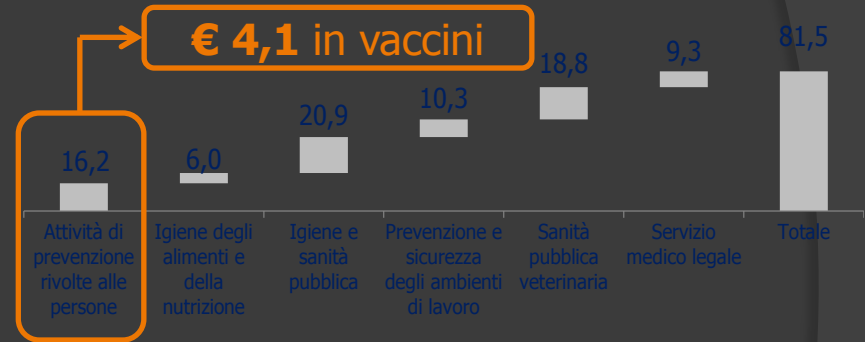 € 4,1 in vaccini
16,2
6,0
20,9
10,3
18,8
9,3
81,5
Attività di
prevenzione
rivolte alle
persone
Igiene degli
alimenti e
della
nutrizione
Igiene e
sanità
pubblica
Prevenzione e
sicurezza
degli ambienti
di lavoro
Sanità
pubblica
veterinaria
Servizio
medico legale
Totale